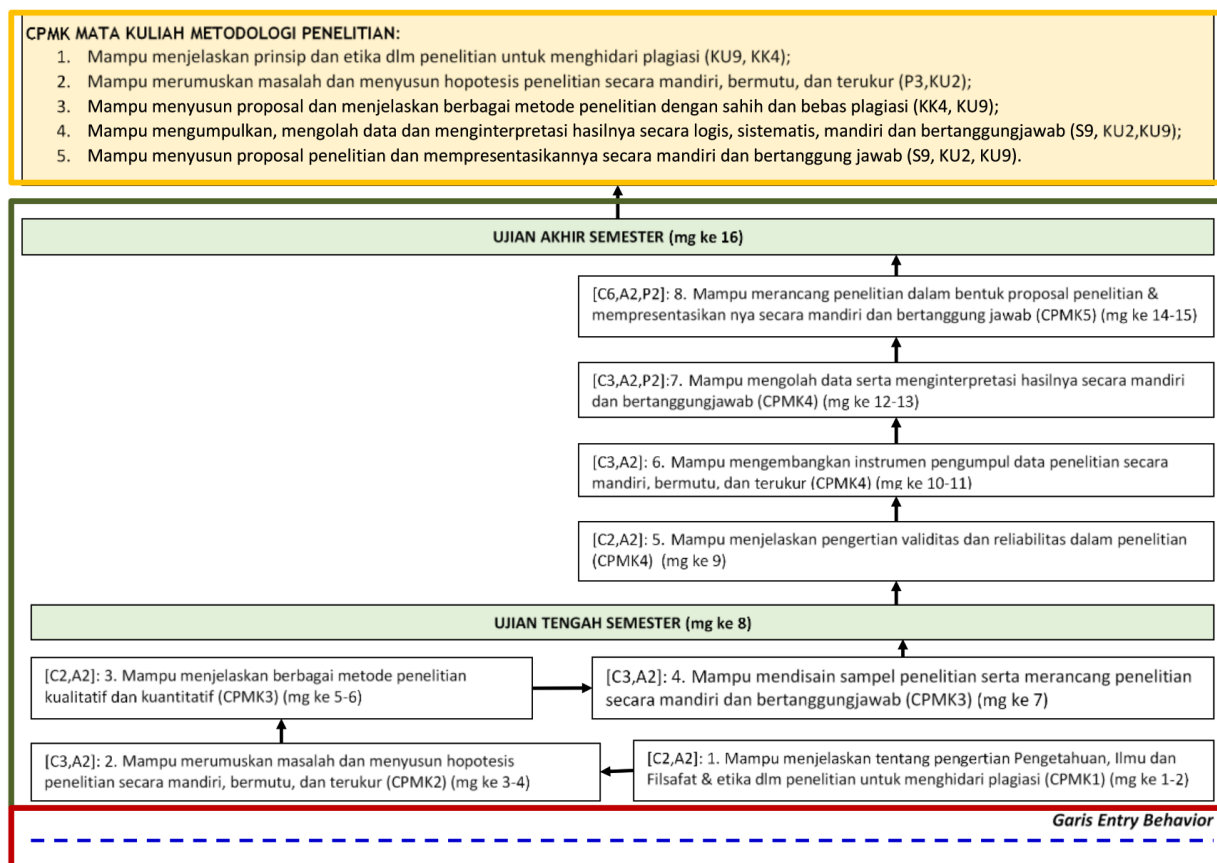 CPMK MATA KULIAH METODOLOGI PENELITIAN:
1. Mampu menjelaskan prinsip dan etika dlm penelitian untuk menghidari plagiasi (KU9, KK4);
2. Mampu merumuskan masalah dan menyusun hopotesis penelitian secara mandiri, bermutu, dan terukur (P3,KU2);
3. Mampu menyusun proposal dan menjelaskan berbagai metode penelitian dengan sahih dan bebas plagiasi (KK4, KU9);
4. Mampu mengumpulkan, mengolah data dan menginterpretasi hasilnya secara logis, sistematis, mandiri dan bertanggungjawab (S9, KU2,KU9);
5. Mampu menyusun proposal penelitian dan mempresentasikannya secara mandiri dan bertanggung jawab (S9, KU2, KU9).
UJIAN AKHIR SEMESTER (mg ke 16)
[C6,A2,P2]: 8. Mampu merancang penelitian dalam bentuk proposal penelitian &
mempresentasikan nya secara mandiri dan bertanggung jawab (CPMK5) (mg ke 14-15)
[C3,A2,P2]:7. Mampu mengolah data serta menginterpretasi hasilnya secara mandiri
dan bertanggungjawab (CPMK4) (mg ke 12-13)
[C3,A2]: 6. Mampu mengembangkan instrumen pengumpul data penelitian secara
mandiri, bermutu, dan terukur (CPMK4) (mg ke 10-11)
[C2,A2]: 5. Mampu menjelaskan pengertian validitas dan reliabilitas dalam penelitian
(CPMK4) (mg ke 9)
UJIAN TENGAH SEMESTER (mg ke 8)
[C2,A2]: 3. Mampu menjelaskan berbagai metode penelitian
kualitatif dan kuantitatif (CPMK3) (mg ke 5-6)
[C3,A2]: 4. Mampu mendisain sampel penelitian serta merancang penelitian
secara mandiri dan bertanggungjawab (CPMK3) (mg ke 7)
[C3,A2]: 2. Mampu merumuskan masalah dan menyusun hopotesis
penelitian secara mandiri, bermutu, dan terukur (CPMK2) (mg ke 3-4)
[C2,A2]: 1. Mampu menjelaskan tentang pengertian Pengetahuan, Ilmu dan
Filsafat & etika dlm penelitian untuk menghidari plagiasi (CPMK1) (mg ke 1-2)
Garis Entry Behavior